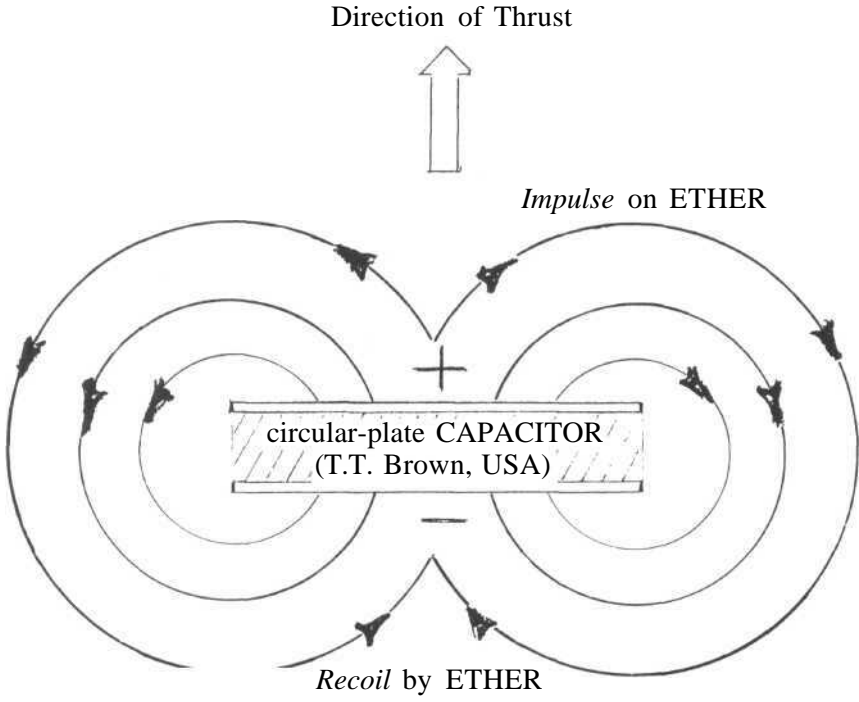 Direction of Thrust
Impulse on ETHER
+
circular-plate CAPACITOR
(T.T. Brown, USA)
−
Recoil by ETHER